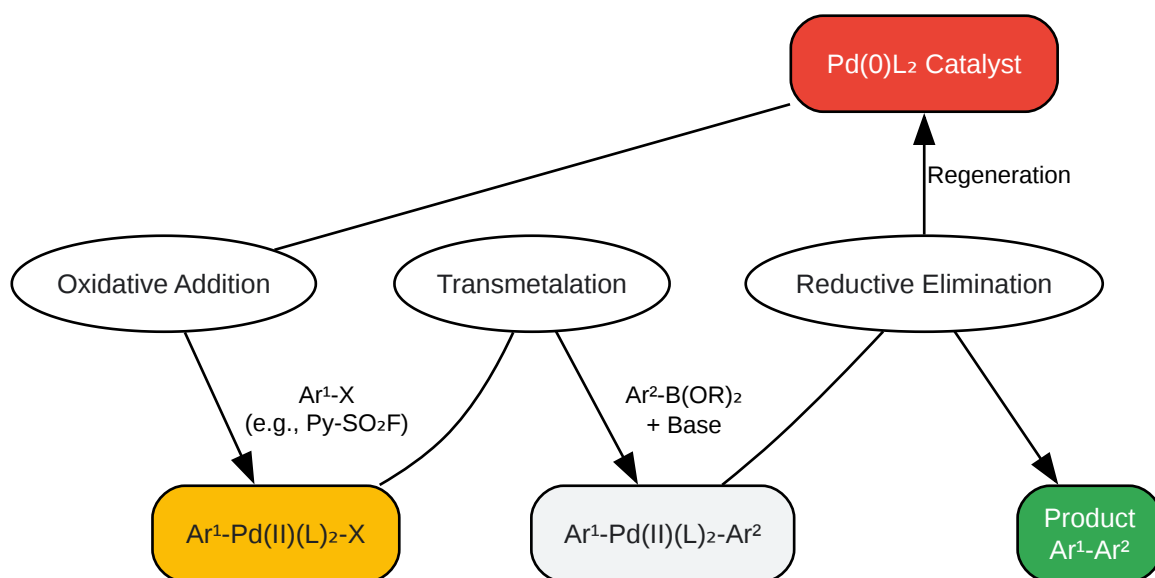 Pd(0)L₂ Catalyst
Regeneration
Oxidative Addition
Transmetalation
Reductive Elimination
Ar¹-X
(e.g., Py-SO₂F)
Ar²-B(OR)₂
+ Base
Ar¹-Pd(II)(L)₂-X
Ar¹-Pd(II)(L)₂-Ar²
Product
Ar¹-Ar²